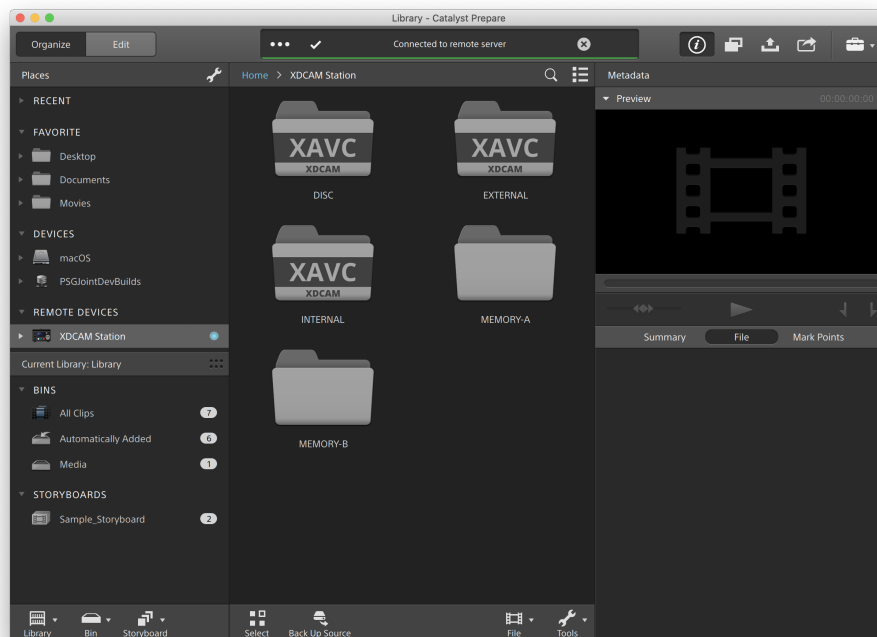 Library - Catalyst Prepare
Organize
Edit
Connected to remote server
Places
RECENT
FAVORITE
Desktop
Documents
Movies
DEVICES
macOS
PSGJointDevBuilds
REMOTE DEVICES
XDCAM Station
Current Library: Library
BINS
All Clips 7
Automatically Added 6
Media 1
STORYBOARDS
Sample_Storyboard 2
Library
Bin
Storyboard
Home > XDCAM Station
XAVC
XDCAM
DISC
XAVC
XDCAM
EXTERNAL
XAVC
XDCAM
INTERNAL
MEMORY-A
MEMORY-B
Select
Back Up Source
File
Tools
Metadata
Preview 00:00:00:00
Summary
File
Mark Points